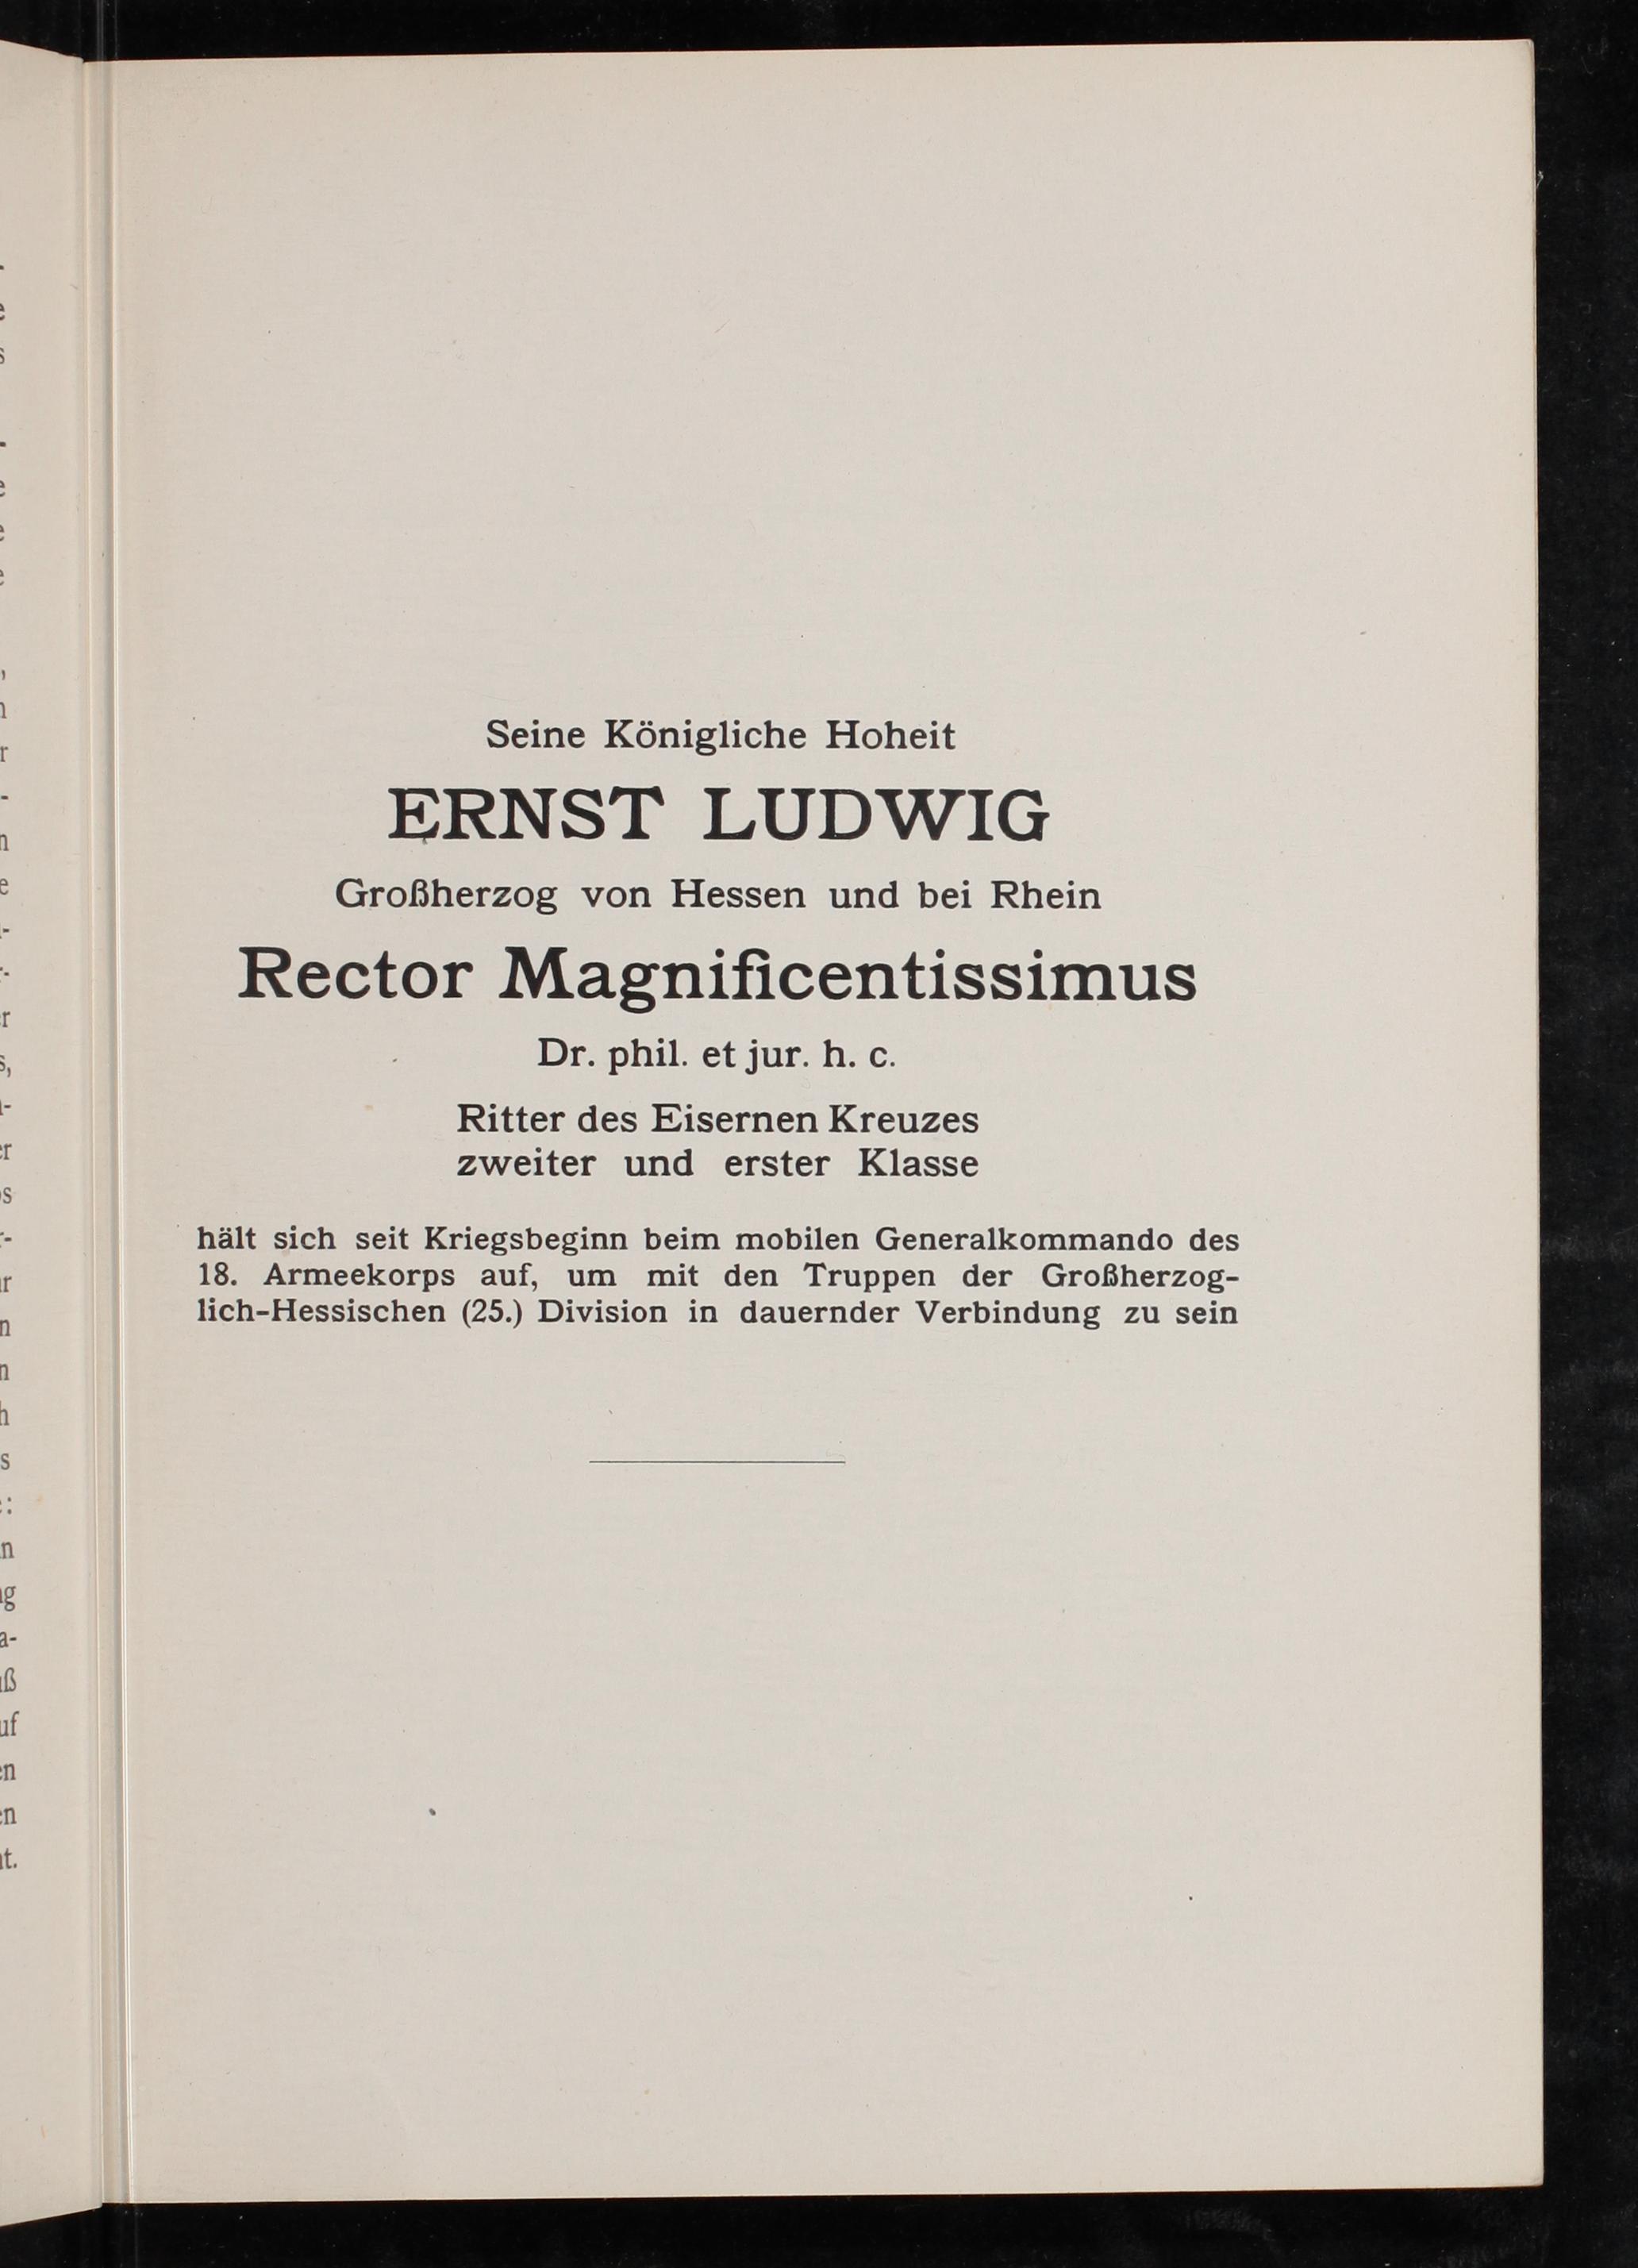 Seine Königliche Hoheit
ERNST LUDWIG
Großherzog von Hessen und bei Rhein
Rector Magnificentissimus
Dr. phil. et jur. h. c.
Ritter des Eisernen Kreuzes
zweiter und erster Klasse
hält sich seit Kriegsbeginn beim mobilen Generalkommando des
18. Armeekorps auf, um mit den Truppen der Großherzog-
lich-Hessischen (25.) Division in dauernder Verbindung zu sein